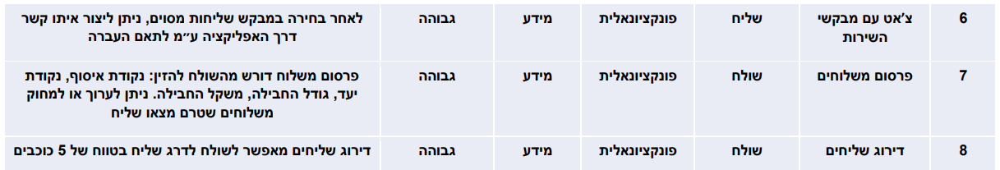 6 צ'אט עם מבקשי שליח פונקציונאלית מידע גבוהה לאחר בחירה במבקש שליחות מסוים, ניתן ליצור איתו קשר
השירות דרך האפליקציה ע״מ לתאם העברה
7 פרסום משלוחים שולח פונקציונאלית מידע גבוהה פרסום משלוח דורש מהשולח להזין: נקודת איסוף, נקודת
יעד, גודל החבילה, משקל החבילה. ניתן לערוך או למחוק
משלוחים שטרם מצאו שליח
8 דירוג שליחים שולח פונקציונאלית מידע גבוהה דירוג שליחים מאפשר לשולח לדרג שליח בטווח של 5 כוכבים